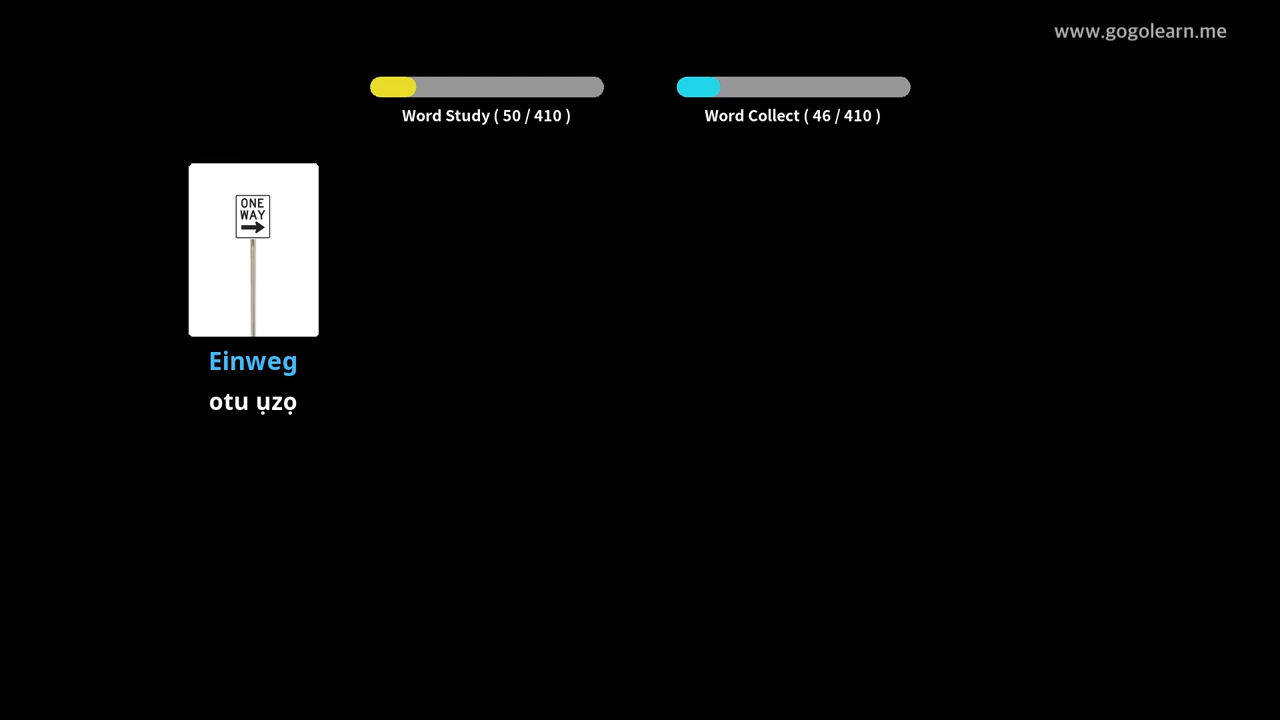 www.gogolearn.me
Word Study ( 50 / 410 )
Word Collect ( 46 / 410 )
ONE
WAY
Einweg
otu ụzọ